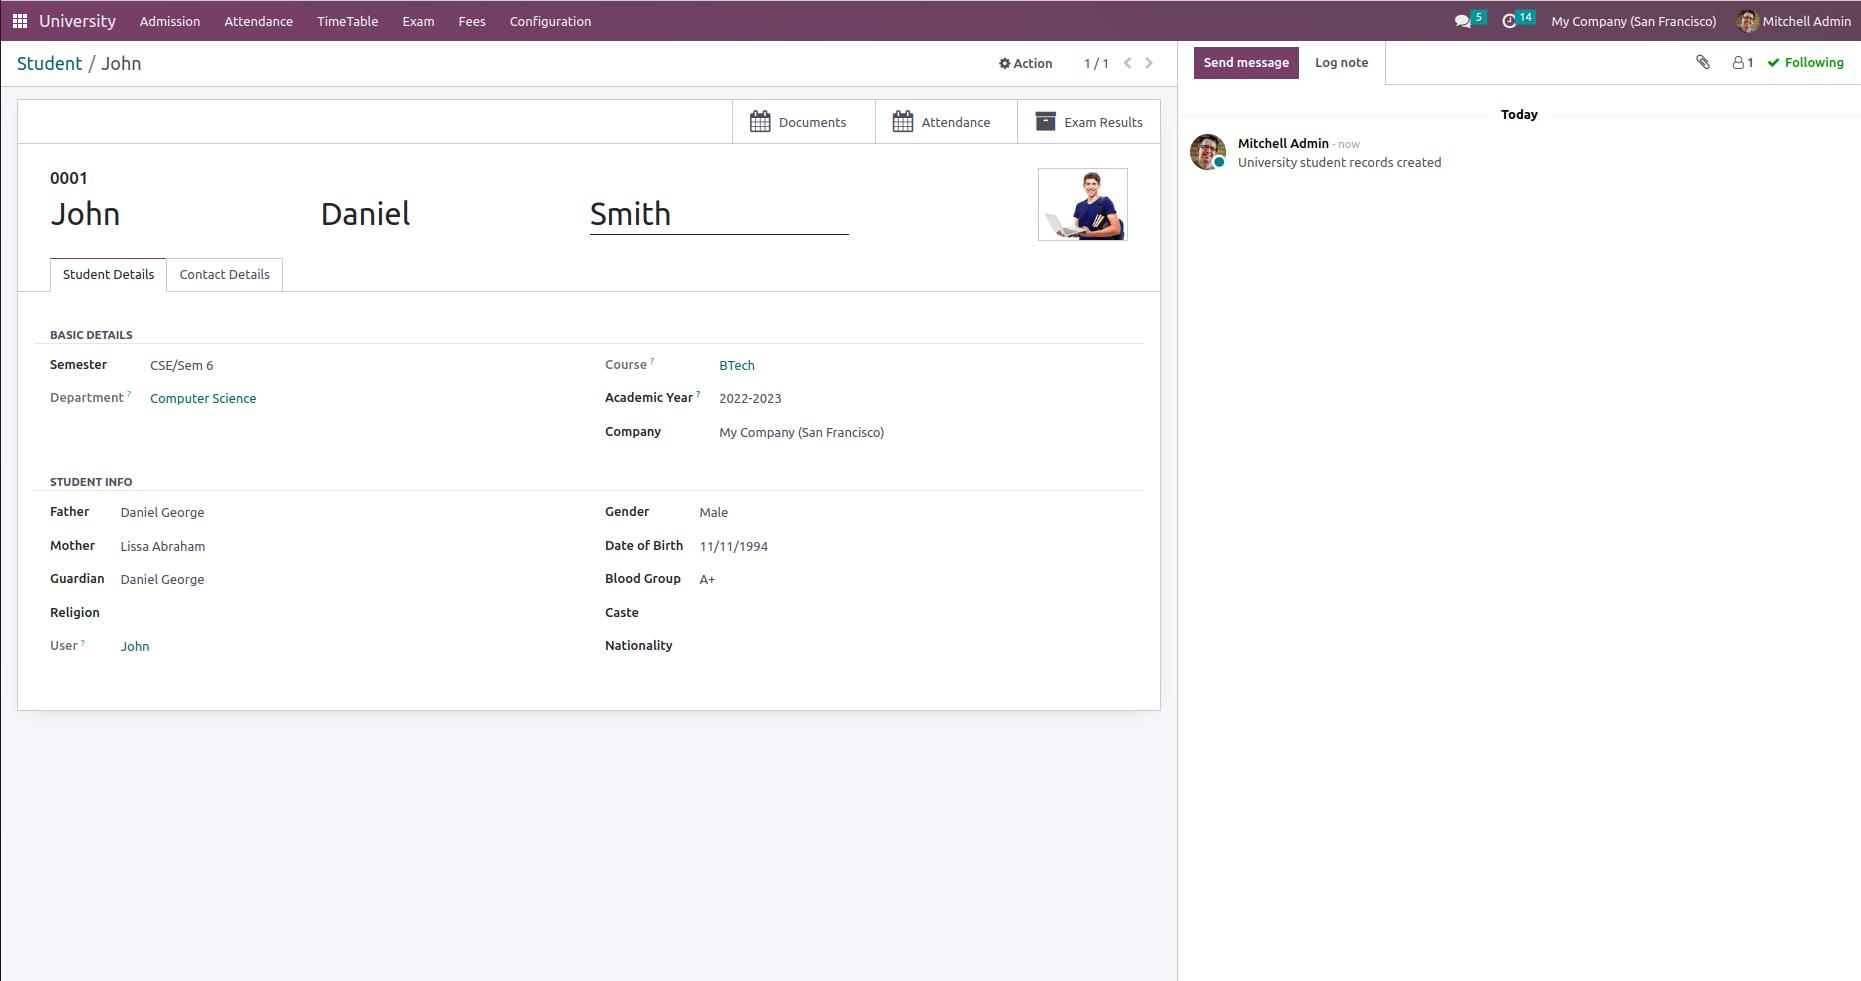 University Admission Attendance TimeTable Exam Fees Configuration 5 14 My Company (San Francisco) Mitchell Admin
Student / John Action 1 / 1
Send message Log note 1 Following
Documents Attendance Exam Results
Today
Mitchell Admin - now
University student records created
0001
John Daniel Smith
Student Details Contact Details
BASIC DETAILS
Semester CSE/Sem 6 Course ? BTech
Department ? Computer Science Academic Year ? 2022-2023
Company My Company (San Francisco)
STUDENT INFO
Father Daniel George Gender Male
Mother Lissa Abraham Date of Birth 11/11/1994
Guardian Daniel George Blood Group A+
Religion Caste
User ? John Nationality